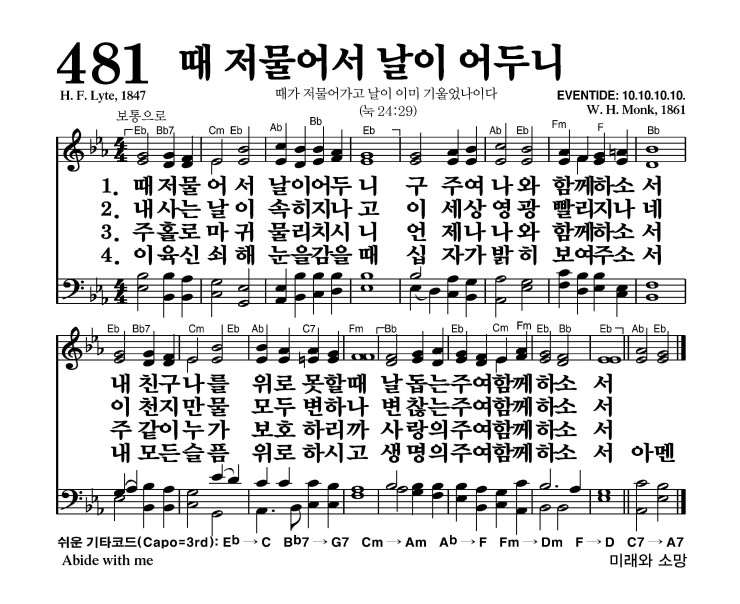 481 때 저물어서 날이 어두니
H. F. Lyte, 1847 때가 저물어가고 날이 이미 기울었나이다 EVENTIDE: 10.10.10.10.
(눅 24:29) W. H. Monk, 1861
보통으로
Eb Bb7 Cm Eb Ab Bb Eb Eb Ab Eb Fm F Bb
4 4
1. 때 저물 어 서 날이어두 니 구 주여 나 와 함께하소 서
2. 내 사는 날 이 속히지나 고 이 세상 영 광 빨리지나 네
3. 주 홀로 마 귀 물리치시 니 언 제나 나 와 함께하소 서
4. 이 육신 쇠 해 눈을감을 때 십 자가 밝 히 보여주소 서
4 4
Eb Bb7 Cm Eb Ab C7 Fm Bb Eb Cm Fm Eb Bb Eb Ab Eb
내 친구 나 를 위로 못할 때 날 돕는주여함께 하소 서
이 천지 만 물 모두 변하 나 변 찮는주여함께 하소 서
주 같이 누 가 보호 하리 까 사 랑의주여함께 하소 서
내 모든 슬 픔 위로 하시 고 생 명의주여함께 하소 서 아멘
쉬운 기타코드(Capo=3rd): Eb→C Bb7→G7 Cm→Am Ab→F Fm→Dm F→D C7→A7
Abide with me 미래와 소망